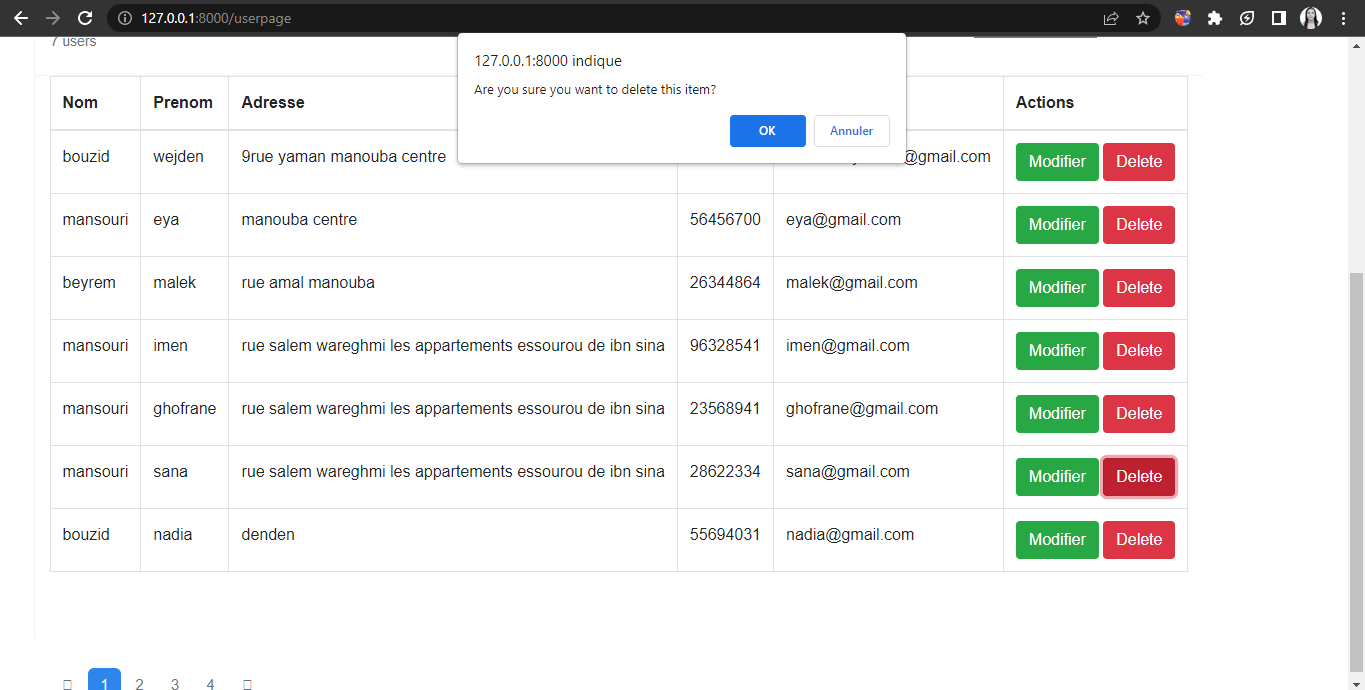 127.0.0.1:8000/userpage
7 users
127.0.0.1:8000 indique
Are you sure you want to delete this item?
OK Annuler
Nom Prenom Adresse Actions
bouzid wejden 9rue yaman manouba centre @gmail.com Modifier Delete
mansouri eya manouba centre 56456700 eya@gmail.com Modifier Delete
beyrem malek rue amal manouba 26344864 malek@gmail.com Modifier Delete
mansouri imen rue salem wareghmi les appartements essourou de ibn sina 96328541 imen@gmail.com Modifier Delete
mansouri ghofrane rue salem wareghmi les appartements essourou de ibn sina 23568941 ghofrane@gmail.com Modifier Delete
mansouri sana rue salem wareghmi les appartements essourou de ibn sina 28622334 sana@gmail.com Modifier Delete
bouzid nadia denden 55694031 nadia@gmail.com Modifier Delete
1 2 3 4